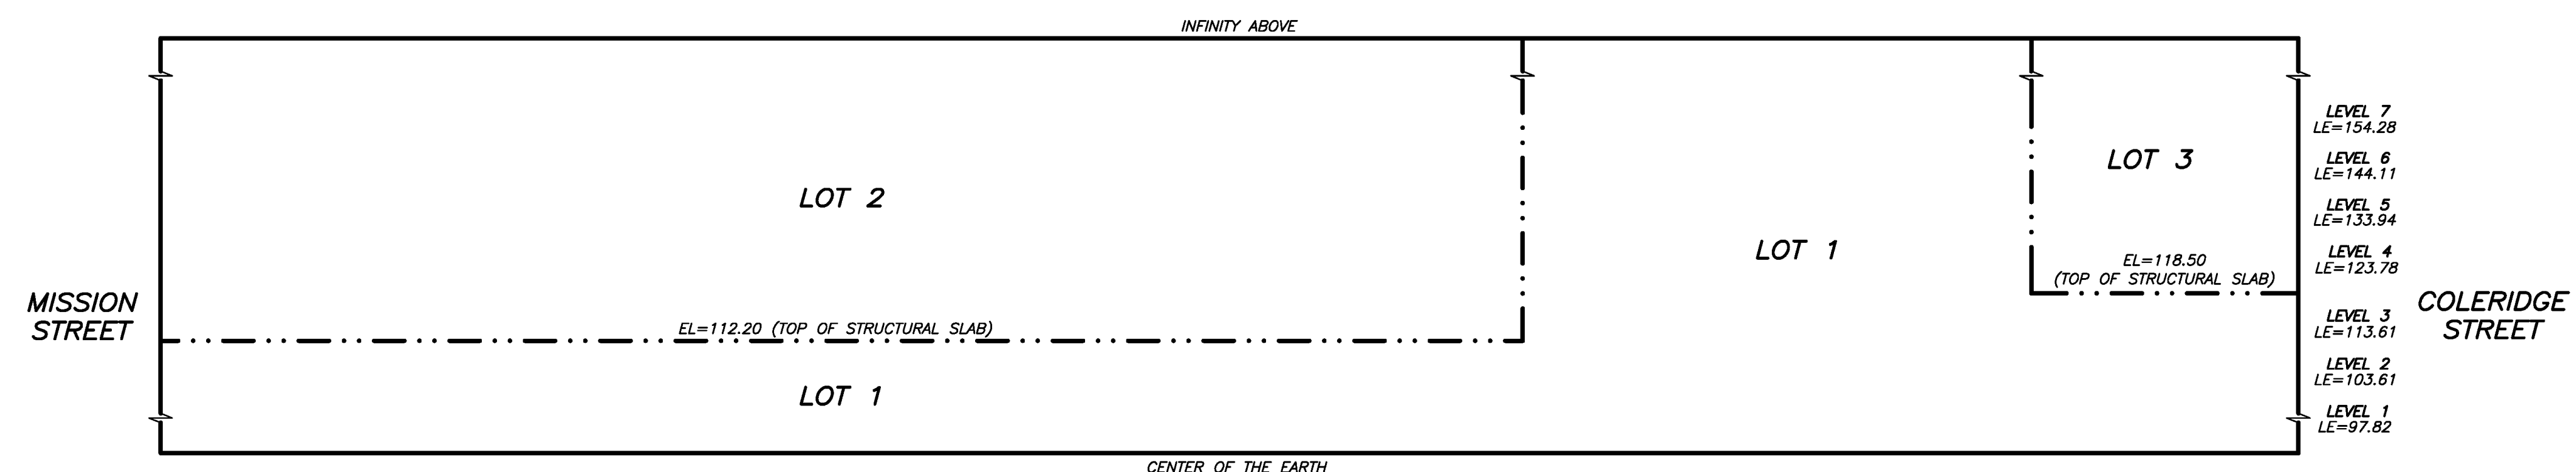 INFINITY ABOVE
LEVEL 7
LE=154.28
LOT 3
LEVEL 6
LE=144.11
LOT 2
LEVEL 5
LE=133.94
LOT 1
EL=118.50
(TOP OF STRUCTURAL SLAB)
LEVEL 4
LE=123.78
MISSION
STREET
COLERIDGE
STREET
EL=112.20 (TOP OF STRUCTURAL SLAB)
LEVEL 3
LE=113.61
LEVEL 2
LE=103.61
LOT 1
LEVEL 1
LE=97.82
CENTER OF THE EARTH